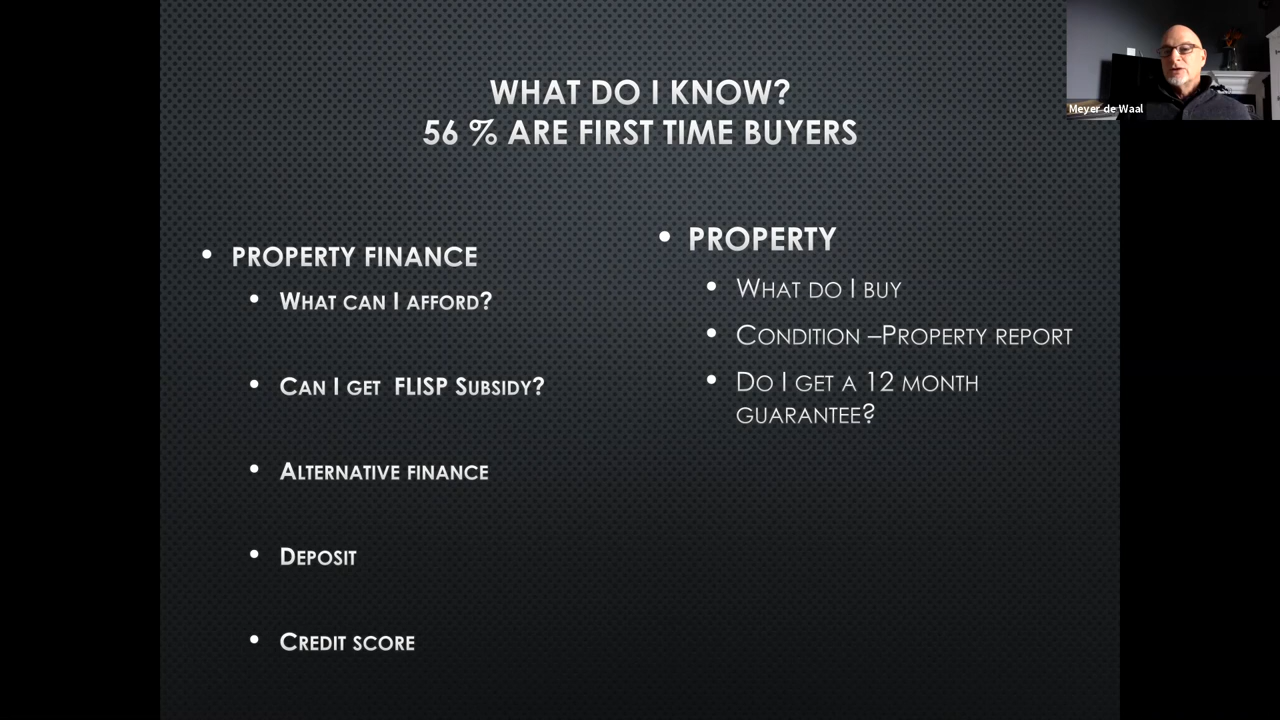 WHAT DO I KNOW?
56 % ARE FIRST TIME BUYERS
• PROPERTY FINANCE
• WHAT CAN I AFFORD?
• CAN I GET FLISP SUBSIDY?
• ALTERNATIVE FINANCE
• DEPOSIT
• CREDIT SCORE
• PROPERTY
• WHAT DO I BUY
• CONDITION –PROPERTY REPORT
• DO I GET A 12 MONTH
GUARANTEE?
Meyer de Waal